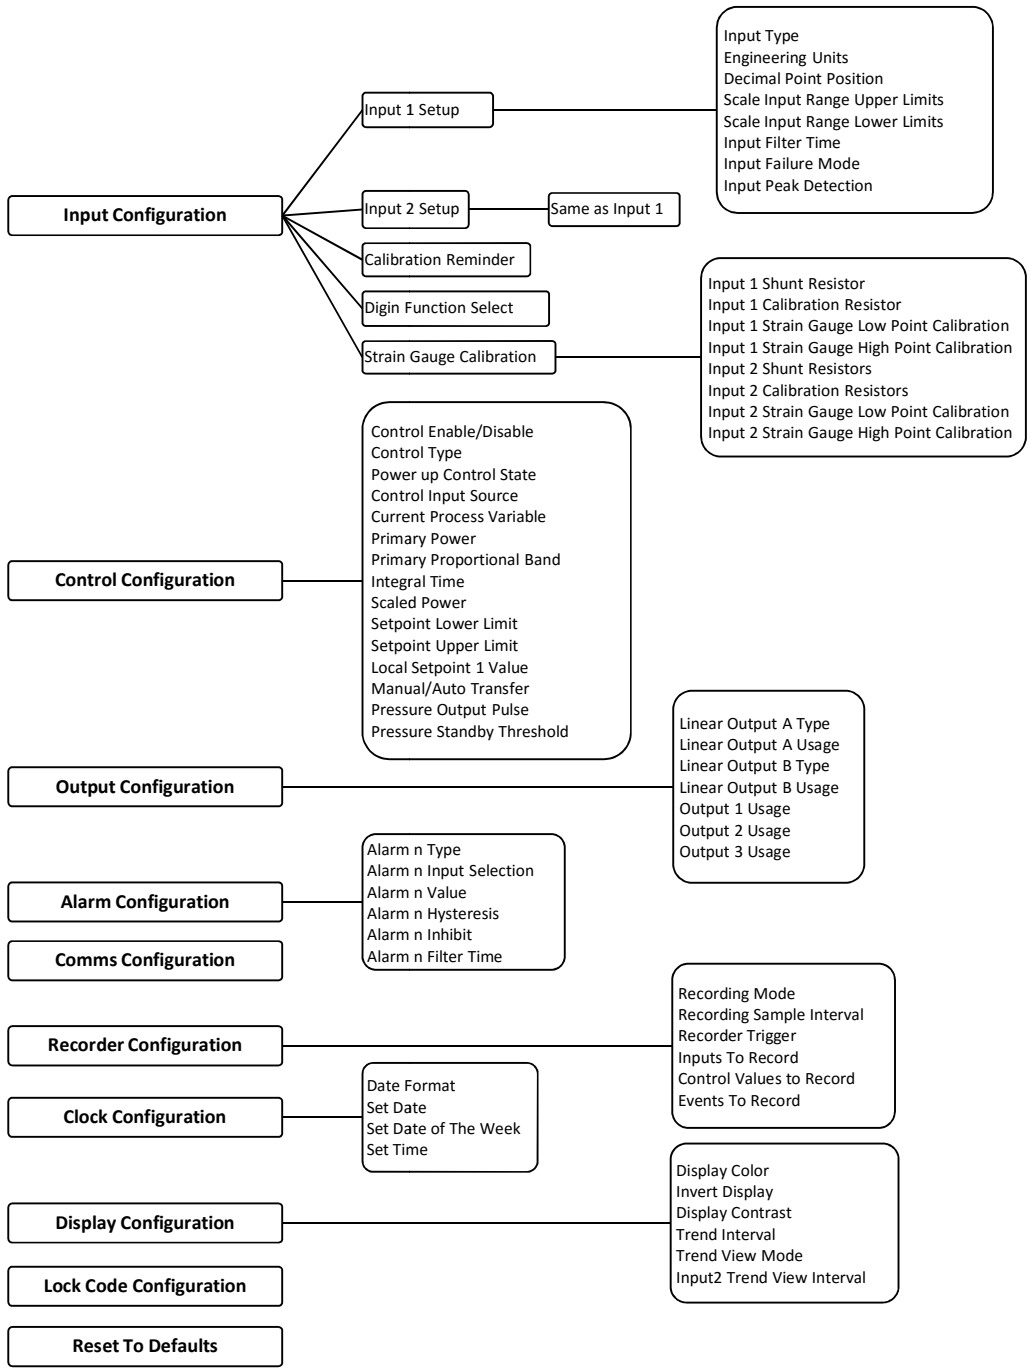 Input Configuration
Input 1 Setup
Input Type
Engineering Units
Decimal Point Position
Scale Input Range Upper Limits
Scale Input Range Lower Limits
Input Filter Time
Input Failure Mode
Input Peak Detection
Input 2 Setup
Same as Input 1
Calibration Reminder
Digin Function Select
Strain Gauge Calibration
Input 1 Shunt Resistor
Input 1 Calibration Resistor
Input 1 Strain Gauge Low Point Calibration
Input 1 Strain Gauge High Point Calibration
Input 2 Shunt Resistors
Input 2 Calibration Resistors
Input 2 Strain Gauge Low Point Calibration
Input 2 Strain Gauge High Point Calibration
Control Configuration
Control Enable/Disable
Control Type
Power up Control State
Control Input Source
Current Process Variable
Primary Power
Primary Proportional Band
Integral Time
Scaled Power
Setpoint Lower Limit
Setpoint Upper Limit
Local Setpoint 1 Value
Manual/Auto Transfer
Pressure Output Pulse
Pressure Standby Threshold
Output Configuration
Linear Output A Type
Linear Output A Usage
Linear Output B Type
Linear Output B Usage
Output 1 Usage
Output 2 Usage
Output 3 Usage
Alarm Configuration
Alarm n Type
Alarm n Input Selection
Alarm n Value
Alarm n Hysteresis
Alarm n Inhibit
Alarm n Filter Time
Comms Configuration
Recorder Configuration
Recording Mode
Recording Sample Interval
Recorder Trigger
Inputs To Record
Control Values to Record
Events To Record
Clock Configuration
Date Format
Set Date
Set Date of The Week
Set Time
Display Configuration
Display Color
Invert Display
Display Contrast
Trend Interval
Trend View Mode
Input2 Trend View Interval
Lock Code Configuration
Reset To Defaults